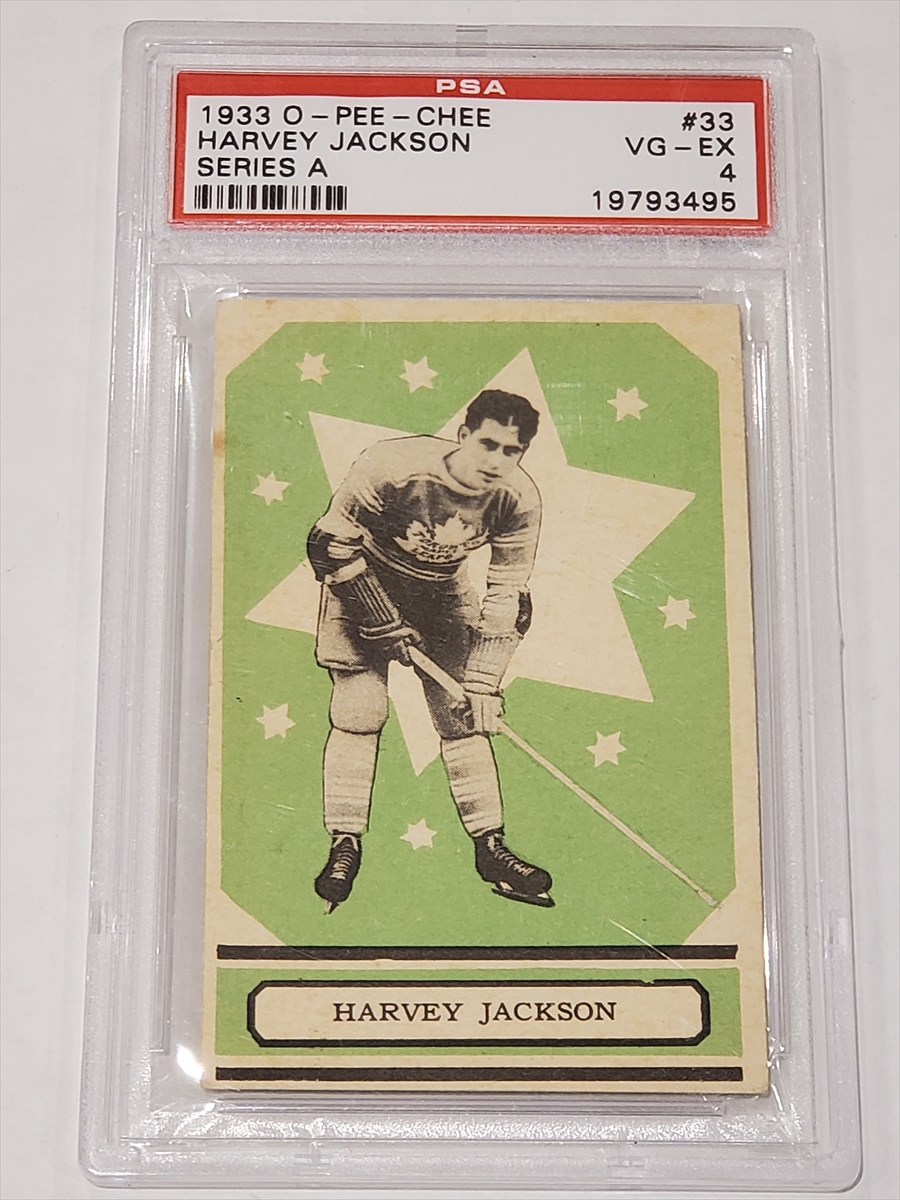 PSA
1933 O-PEE-CHEE #33
HARVEY JACKSON VG-EX
SERIES A 4
19793495
HARVEY JACKSON